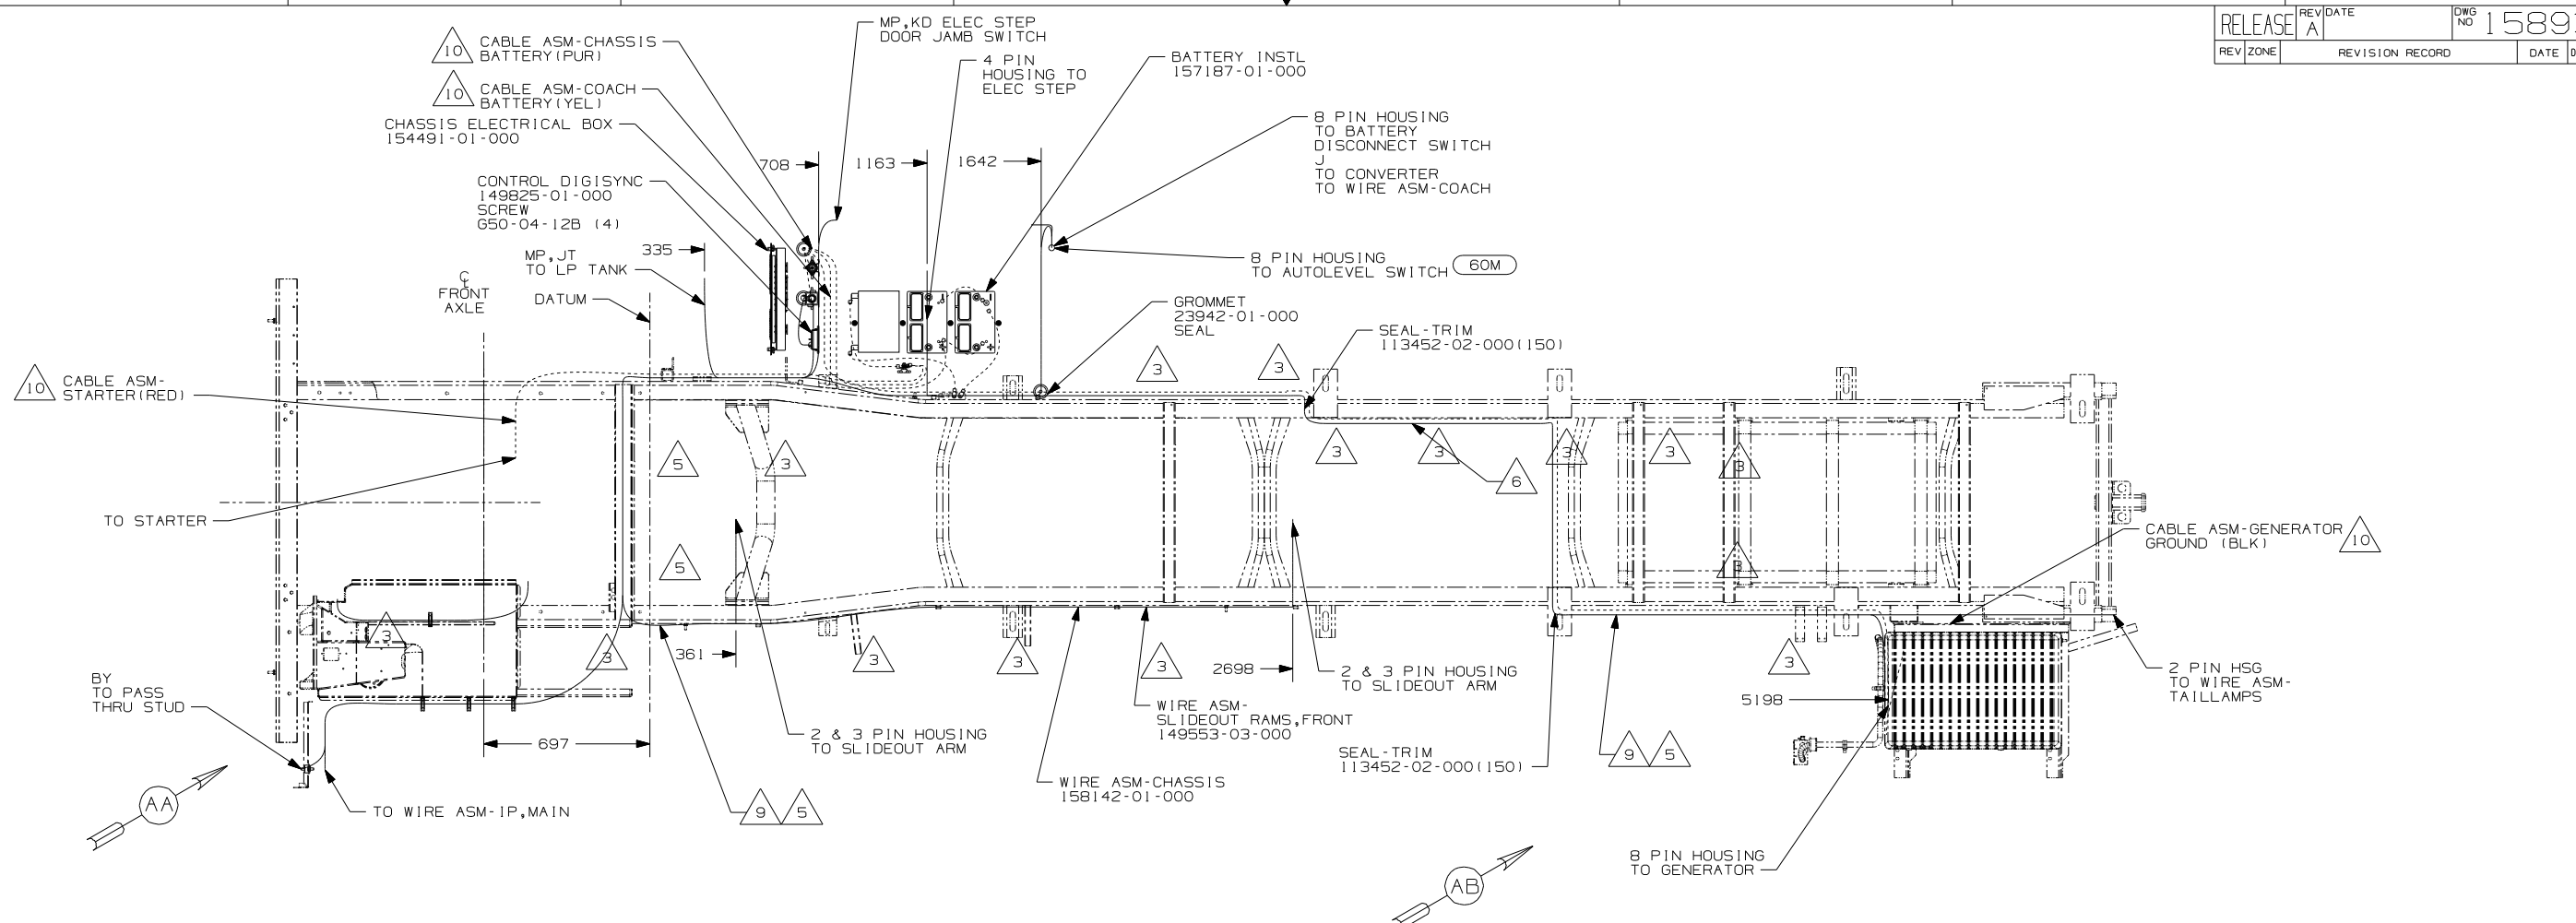 RELEASE
REV
A
DATE
DWG
NO
REV
ZONE
REVISION RECORD
DATE
10
CABLE ASM-CHASSIS
BATTERY(PUR)
10
CABLE ASM-COACH
BATTERY(YEL)
CHASSIS ELECTRICAL BOX
154491-01-000
CONTROL DIGISYNC
149825-01-000
SCREW
G50-04-12B (4)
MP,JT
TO LP TANK
DATUM
335
708
1163
1642
MP,KD ELEC STEP
DOOR JAMB SWITCH
4 PIN
HOUSING TO
ELEC STEP
BATTERY INSTL
157187-01-000
8 PIN HOUSING
TO BATTERY
DISCONNECT SWITCH
J
TO CONVERTER
TO WIRE ASM-COACH
8 PIN HOUSING
TO AUTOLEVEL SWITCH
60M
GROMMET
23942-01-000
SEAL
SEAL-TRIM
113452-02-000(150)
3
3
CL
FRONT
AXLE
10
CABLE ASM-
STARTER(RED)
TO STARTER
5
3
3
3
3
3
3
6
5
3
CABLE ASM-GENERATOR
GROUND (BLK)
10
3
3
361
3
3
3
2698
3
2 & 3 PIN HOUSING
TO SLIDEOUT ARM
2 PIN HSG
TO WIRE ASM-
TAILLAMPS
BY
TO PASS
THRU STUD
697
2 & 3 PIN HOUSING
TO SLIDEOUT ARM
WIRE ASM-
SLIDEOUT RAMS,FRONT
149553-03-000
5198
SEAL-TRIM
113452-02-000(150)
9
5
WIRE ASM-CHASSIS
158142-01-000
AA
TO WIRE ASM-IP,MAIN
9
5
8 PIN HOUSING
TO GENERATOR
AB